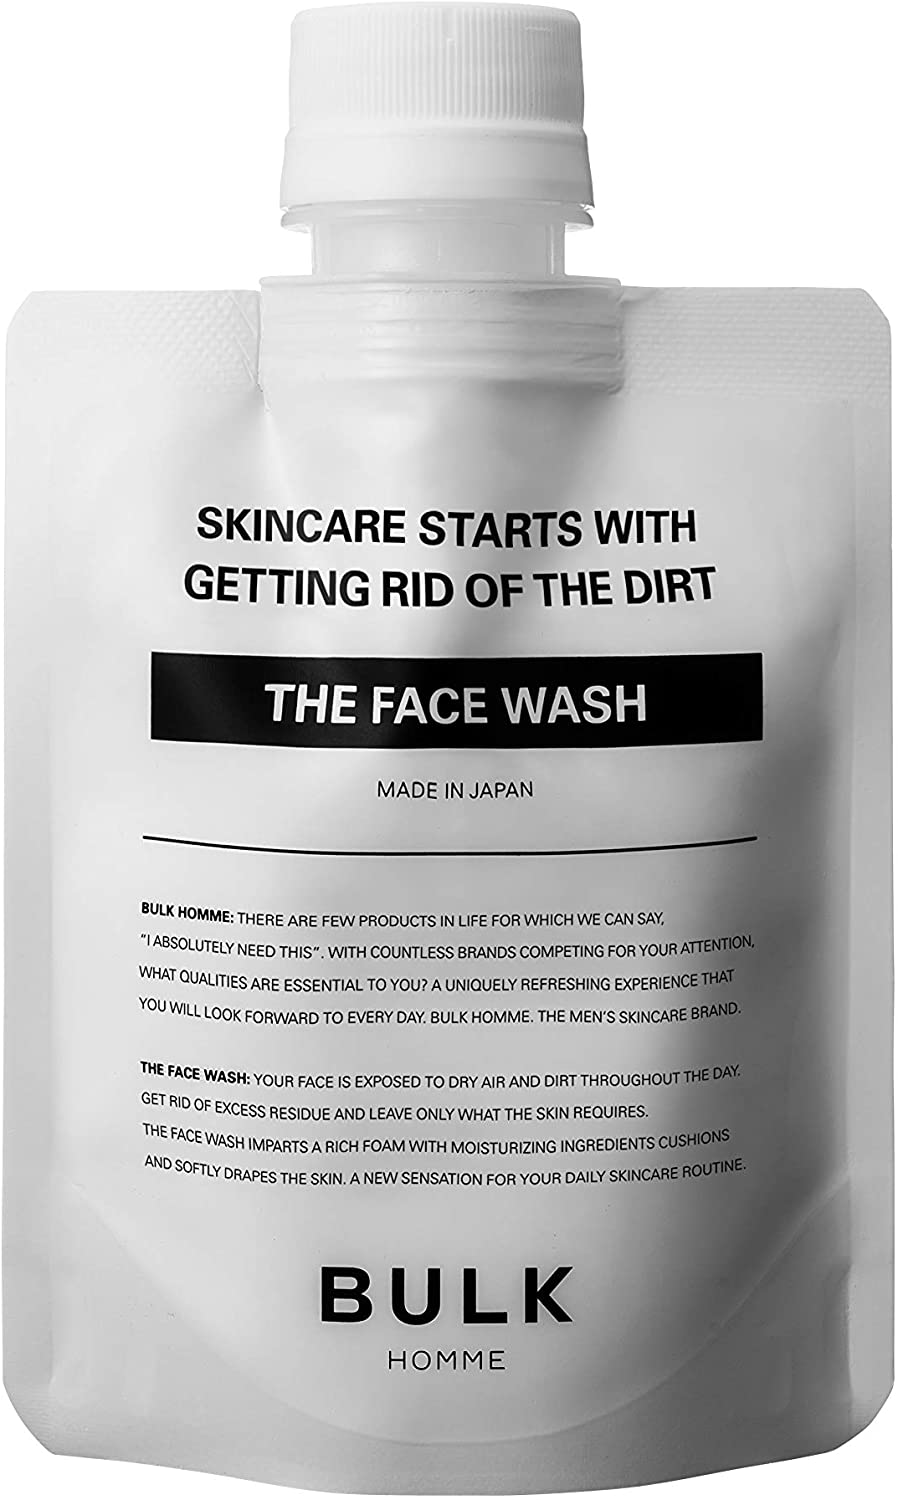 SKINCARE STARTS WITH
GETTING RID OF THE DIRT
THE FACE WASH
MADE IN JAPAN
BULK HOMME: THERE ARE FEW PRODUCTS IN LIFE FOR WHICH WE CAN SAY,
“I ABSOLUTELY NEED THIS”. WITH COUNTLESS BRANDS COMPETING FOR YOUR ATTENTION,
WHAT QUALITIES ARE ESSENTIAL TO YOU? A UNIQUELY REFRESHING EXPERIENCE THAT
YOU WILL LOOK FORWARD TO EVERY DAY. BULK HOMME. THE MEN’S SKINCARE BRAND.
THE FACE WASH: YOUR FACE IS EXPOSED TO DRY AIR AND DIRT THROUGHOUT THE DAY.
GET RID OF EXCESS RESIDUE AND LEAVE ONLY WHAT THE SKIN REQUIRES.
THE FACE WASH IMPARTS A RICH FOAM WITH MOISTURIZING INGREDIENTS CUSHIONS
AND SOFTLY DRAPES THE SKIN. A NEW SENSATION FOR YOUR DAILY SKINCARE ROUTINE.
BULK
HOMME